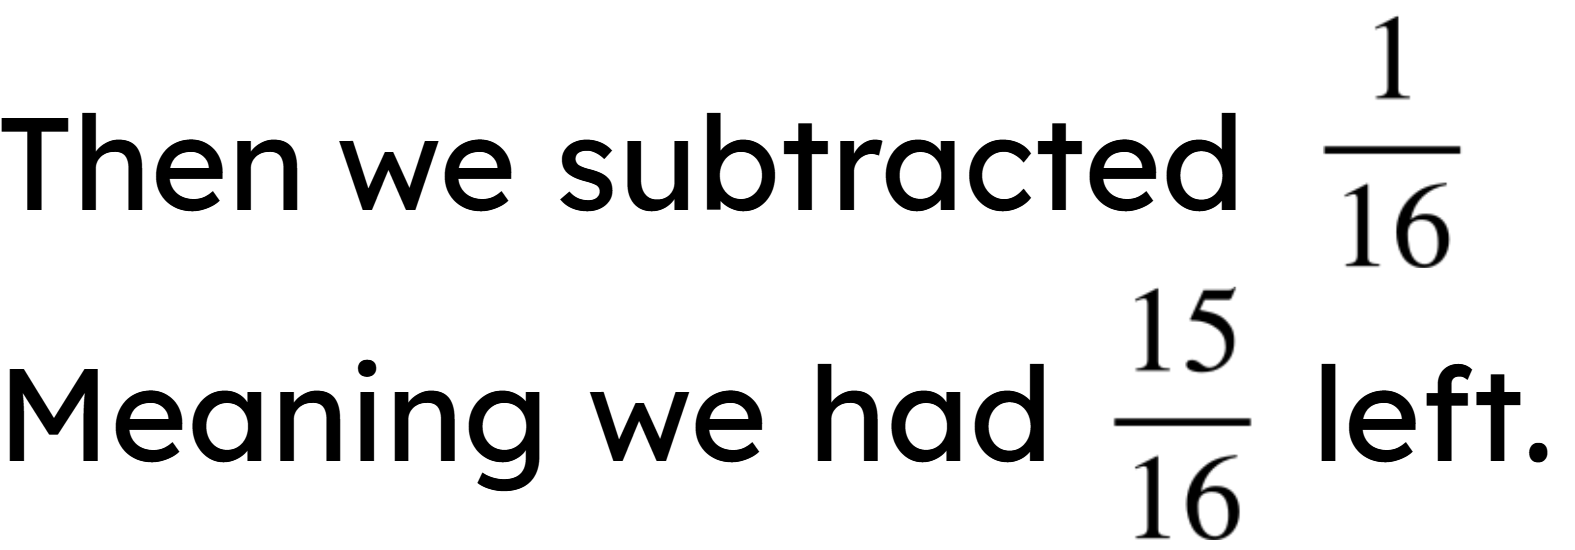 Then we subtracted 1/16
Meaning we had 15/16 left.